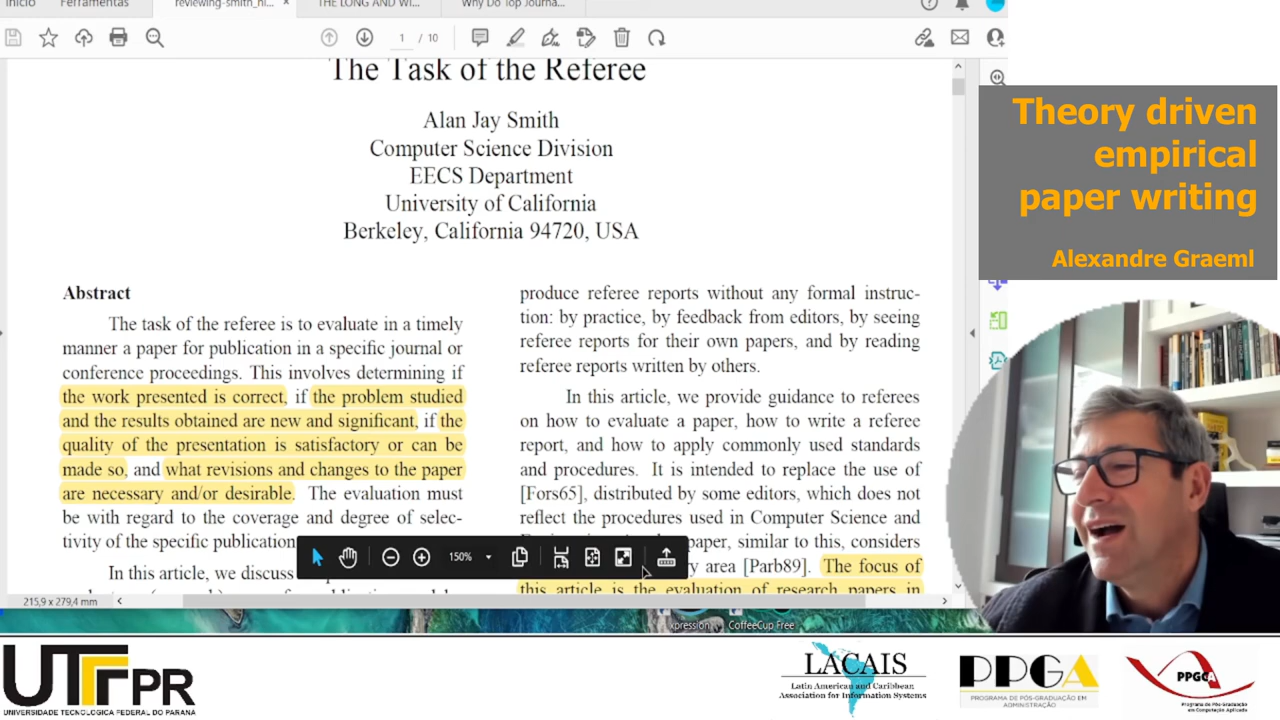 Início
Ferramentas
reviewing-smith_hi...
×
THE LONG AND WI...
Why Do Top Journa...
1 / 10
The Task of the Referee
Alan Jay Smith
Computer Science Division
EECS Department
University of California
Berkeley, California 94720, USA
Abstract
The task of the referee is to evaluate in a timely
manner a paper for publication in a specific journal or
conference proceedings. This involves determining if
the work presented is correct, if the problem studied
and the results obtained are new and significant, if the
quality of the presentation is satisfactory or can be
made so, and what revisions and changes to the paper
are necessary and/or desirable. The evaluation must
be with regard to the coverage and degree of selec-
tivity of the specific publication
In this article, we discuss
produce referee reports without any formal instruc-
tion: by practice, by feedback from editors, by seeing
referee reports for their own papers, and by reading
referee reports written by others.
In this article, we provide guidance to referees
on how to evaluate a paper, how to write a referee
report, and how to apply commonly used standards
and procedures. It is intended to replace the use of
[Fors65], distributed by some editors, which does not
reflect the procedures used in Computer Science and
paper, similar to this, considers
area [Parb89]. The focus of
this article is the evaluation of research papers in
150%
215,9 x 279,4 mm
xpression
CoffeeCup Free
Theory driven
empirical
paper writing
Alexandre Graeml
UTFPR
UNIVERSIDADE TECNOLÓGICA FEDERAL DO PARANÁ
LACAIS
Latin American and Caribbean
Association for Information Systems
PPGA
PROGRAMA DE PÓS-GRADUAÇÃO EM
ADMINISTRAÇÃO
PPGCA
Programa de Pós-Graduação
em Computação Aplicada